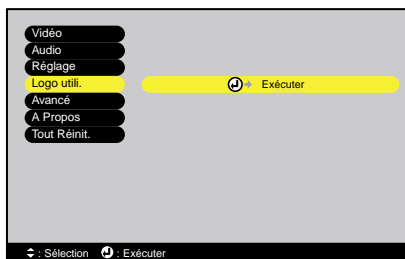 Vidéo
Audio
Réglage
Logo utili.
Exécuter
Avancé
A Propos
Tout Réinit.
: Sélection : Exécuter